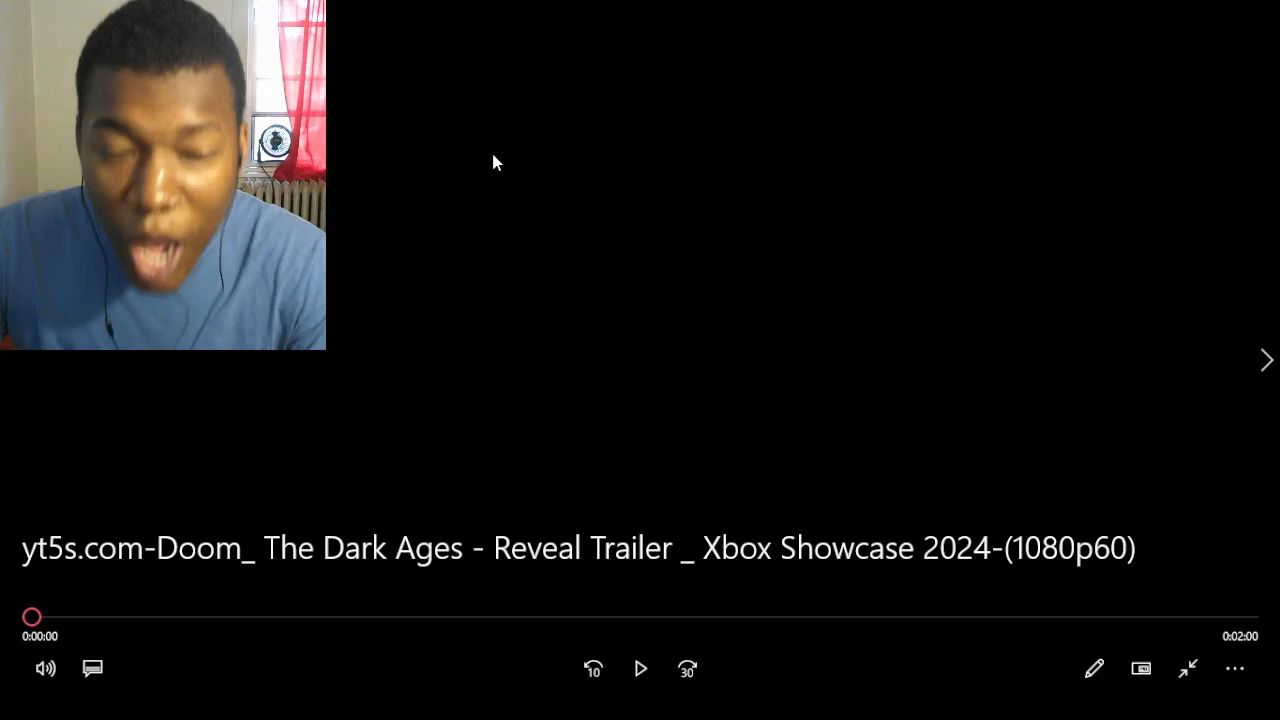 yt5s.com-Doom_ The Dark Ages - Reveal Trailer _ Xbox Showcase 2024-(1080p60)
0:00:00
0:02:00
10
30